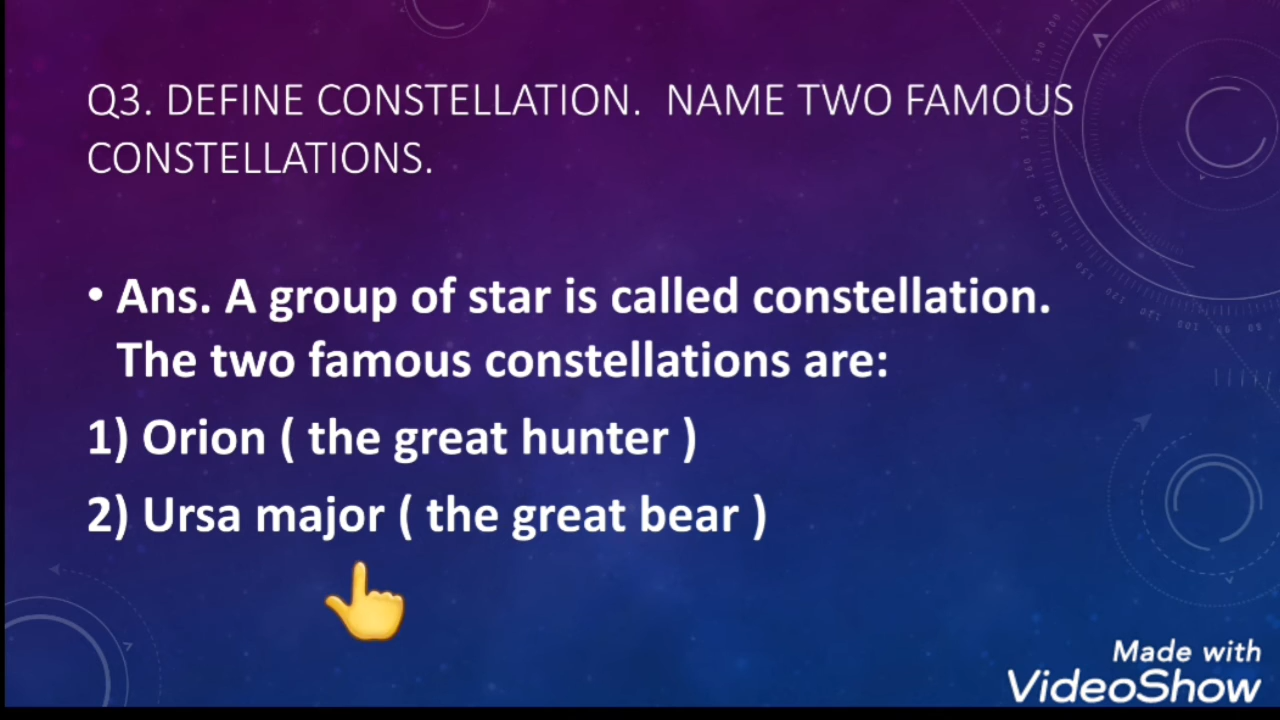 Q3. DEFINE CONSTELLATION. NAME TWO FAMOUS
CONSTELLATIONS.
• Ans. A group of star is called constellation.
The two famous constellations are:
1) Orion ( the great hunter )
2) Ursa major ( the great bear )
Made with
VideoShow